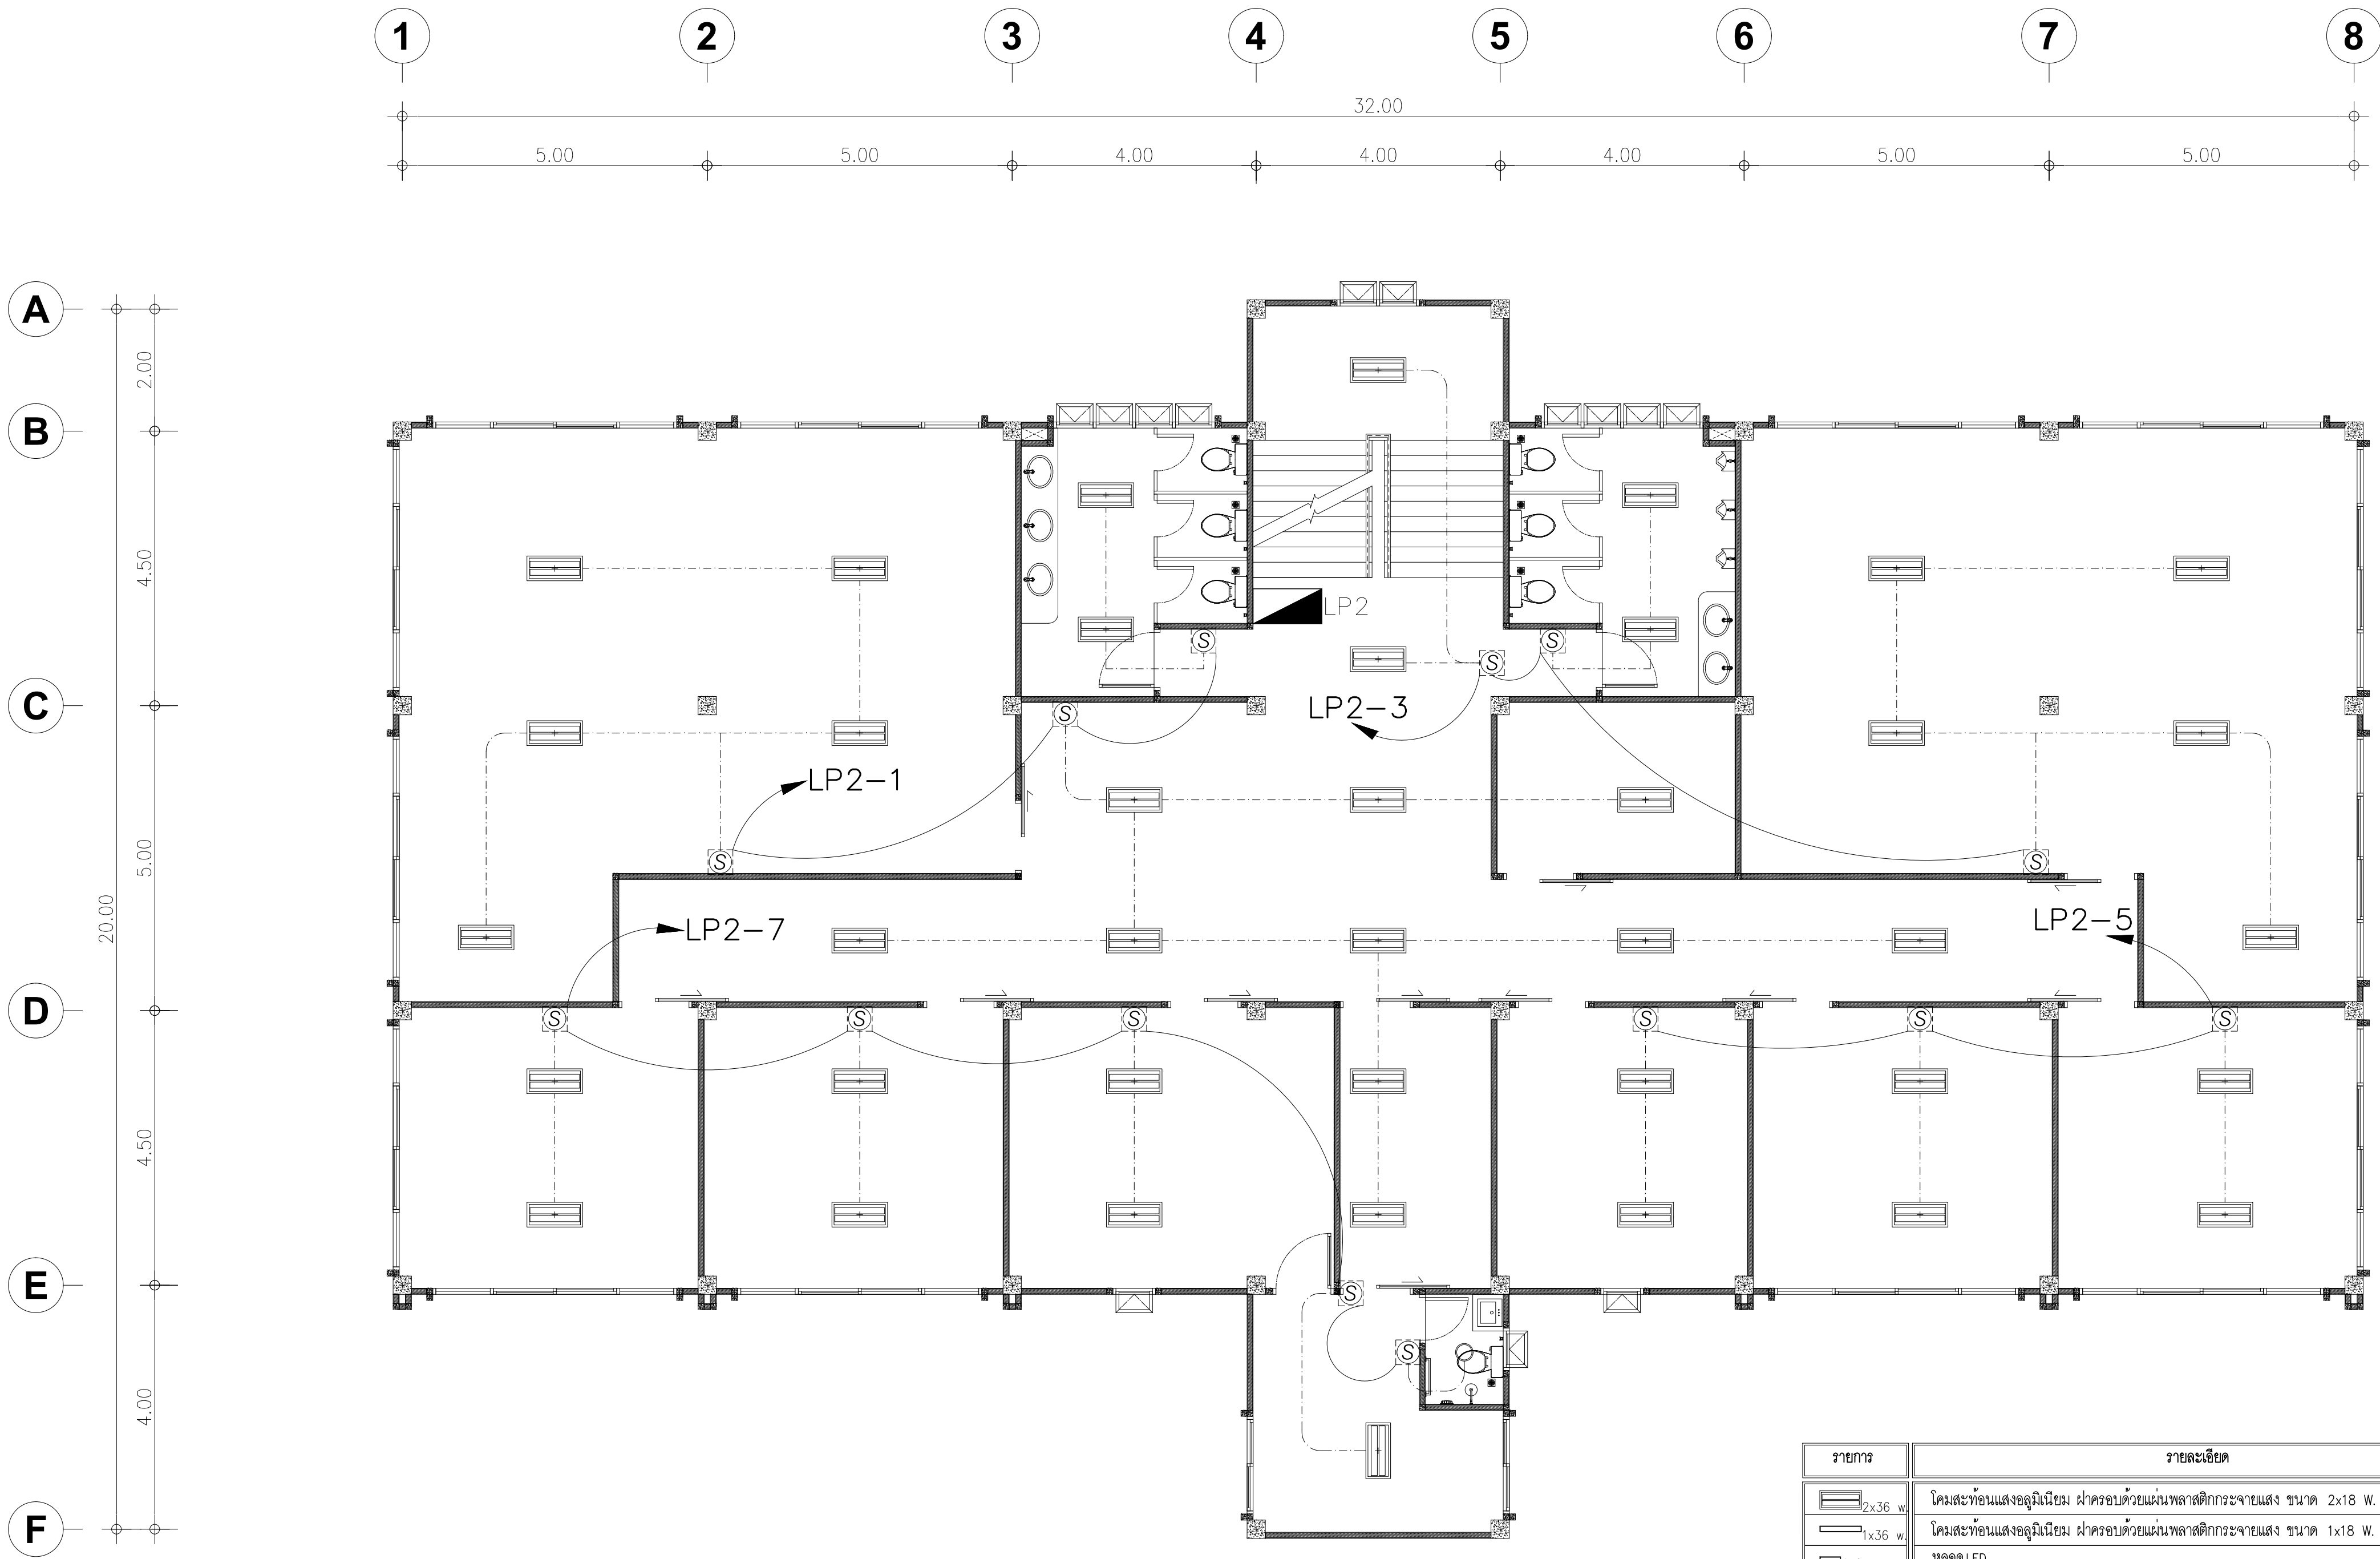 1 2 3 4 5 6 7 8
32.00
5.00 5.00 4.00 4.00 4.00 5.00 5.00
A
2.00
B
4.50
LP2
S S S
C
S
LP2-3
LP2-1
5.00
S S
20.00
LP2-7
LP2-5
D
S S S S S S
4.50
E
S
S
4.00
F
รายการ รายละเอียด
2x36 w. โคมสะท้อนแสงอลูมิเนียม ฝาครอบด้วยแผ่นพลาสติกกระจายแสง ขนาด 2x18 W.
1x36 w. โคมสะท้อนแสงอลูมิเนียม ฝาครอบด้วยแผ่นพลาสติกกระจายแสง ขนาด 1x18 W.
หลอดLED